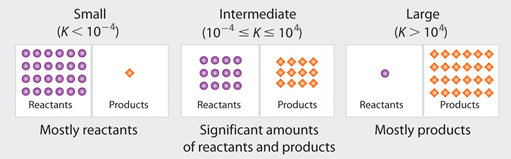 Small
(K < 10⁻⁴)
Reactants
Products
Mostly reactants
Intermediate
(10⁻⁴ ≤ K ≤ 10⁴)
Reactants
Products
Significant amounts
of reactants and products
Large
(K > 10⁴)
Reactants
Products
Mostly products